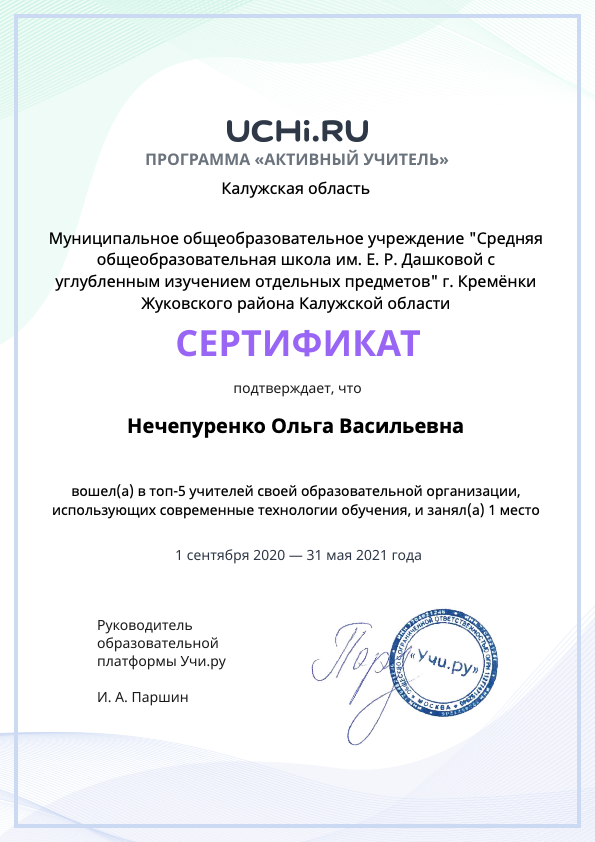 UCHi.RU
ПРОГРАММА «АКТИВНЫЙ УЧИТЕЛЬ»
Калужская область
Муниципальное общеобразовательное учреждение "Средняя
общеобразовательная школа им. Е. Р. Дашковой с
углубленным изучением отдельных предметов" г. Кремёнки
Жуковского района Калужской области
СЕРТИФИКАТ
подтверждает, что
Нечепуренко Ольга Васильевна
вошел(а) в топ-5 учителей своей образовательной организации,
использующих современные технологии обучения, и занял(а) 1 место
1 сентября 2020 — 31 мая 2021 года
Руководитель
образовательной
платформы Учи.ру
И. А. Паршин
«Учи.ру»
МОСКВА